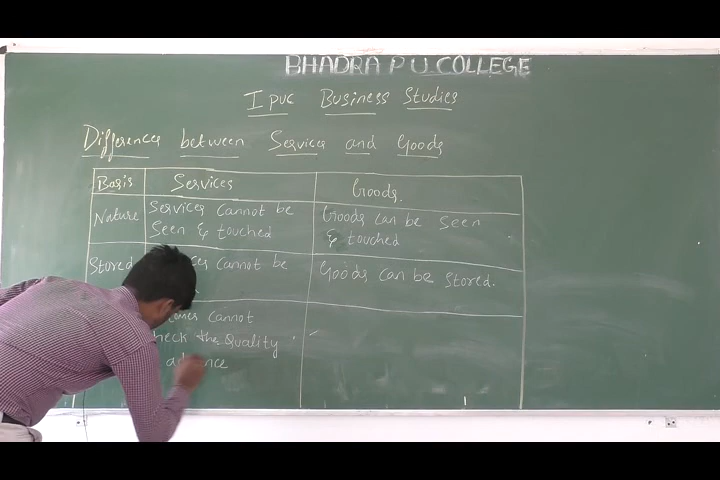 BHADRA P U COLLEGE
I PUC Business Studies
Differences between Services and Goods
Basis Services Goods.
Nature Services Cannot be Seen & touched Goods Can be Seen & touched
Stored Cannot be Goods Can be Stored.
Cannot
the Quality